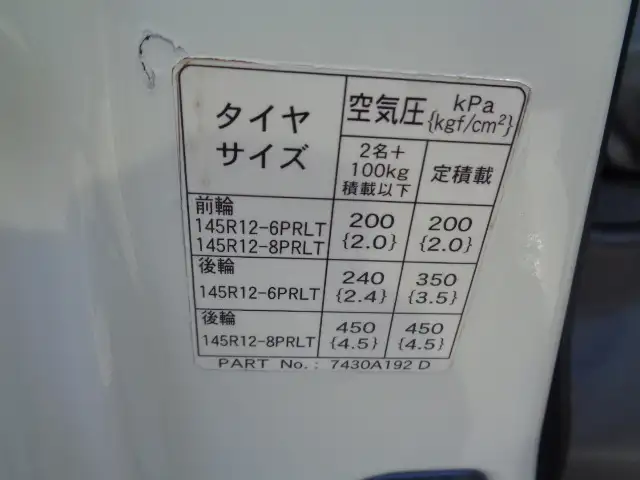 タイヤ
サイズ
空気圧 kPa
{kgf/cm²}
2名+
100kg
積載以下
定積載
前輪
145R12-6PRLT
145R12-8PRLT
200
{2.0}
200
{2.0}
後輪
145R12-6PRLT
240
{2.4}
350
{3.5}
後輪
145R12-8PRLT
450
{4.5}
450
{4.5}
PART No.: 7430A192 D